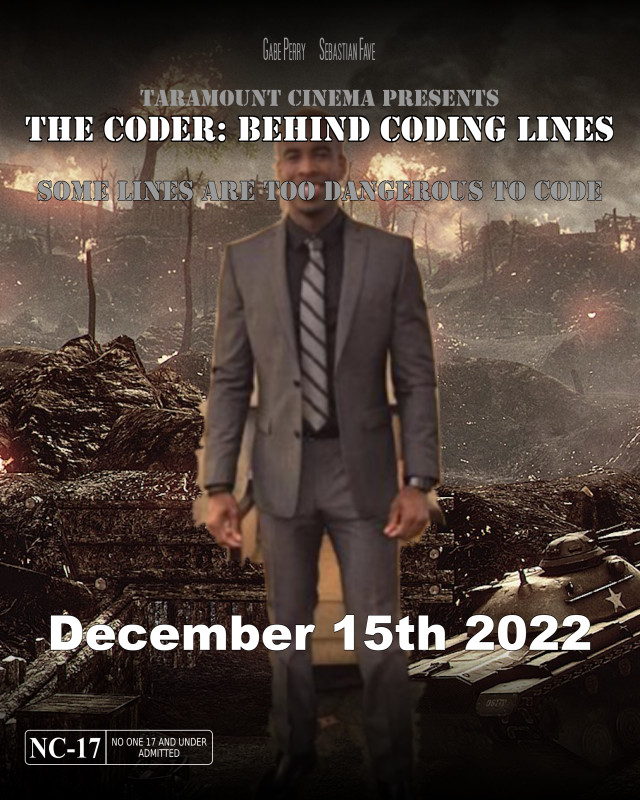 Gabe Perry Sebastian Fave
TARAMOUNT CINEMA PRESENTS
THE CODER: BEHIND CODING LINES
SOME LINES ARE TOO DANGEROUS TO CODE
December 15th 2022
NC-17 NO ONE 17 AND UNDER
ADMITTED